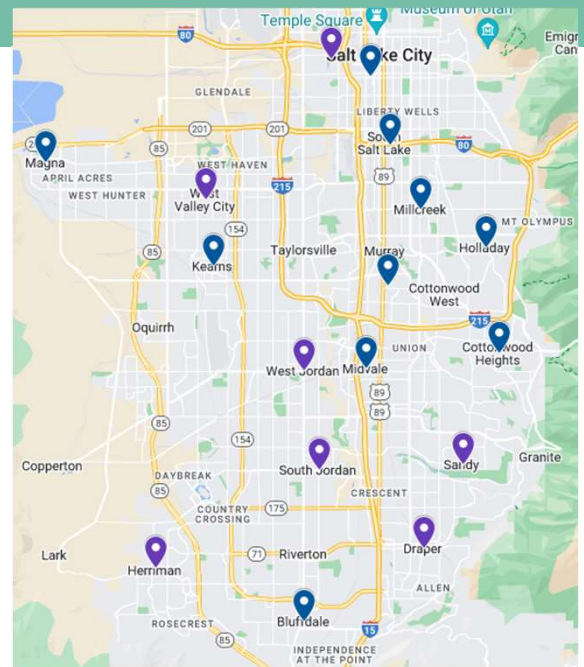 Temple Square
Museum of Utah
80
Salt Lake City
Emigr
Can
GLENDALE
LIBERTY WELLS
201
201
South
Salt Lake
80
85
Magna
APRIL ACRES
WEST HAVEN
89
215
WEST HUNTER
West
Valley City
Millcreek
MT OLYMPUS
154
85
Kearns
Taylorsville
Murray
Holladay
Cottonwood
West
215
Oquirrh
UNION
Cottonwood
Heights
West Jordan
Midvale
89
89
85
154
Copperton
South Jordan
Sandy
Granite
DAYBREAK
85
CRESCENT
COUNTRY
CROSSING
175
Lark
Herriman
71
Riverton
Draper
ALLEN
ROSECREST
Bluffdale
15
85
INDEPENDENCE
AT THE POINT